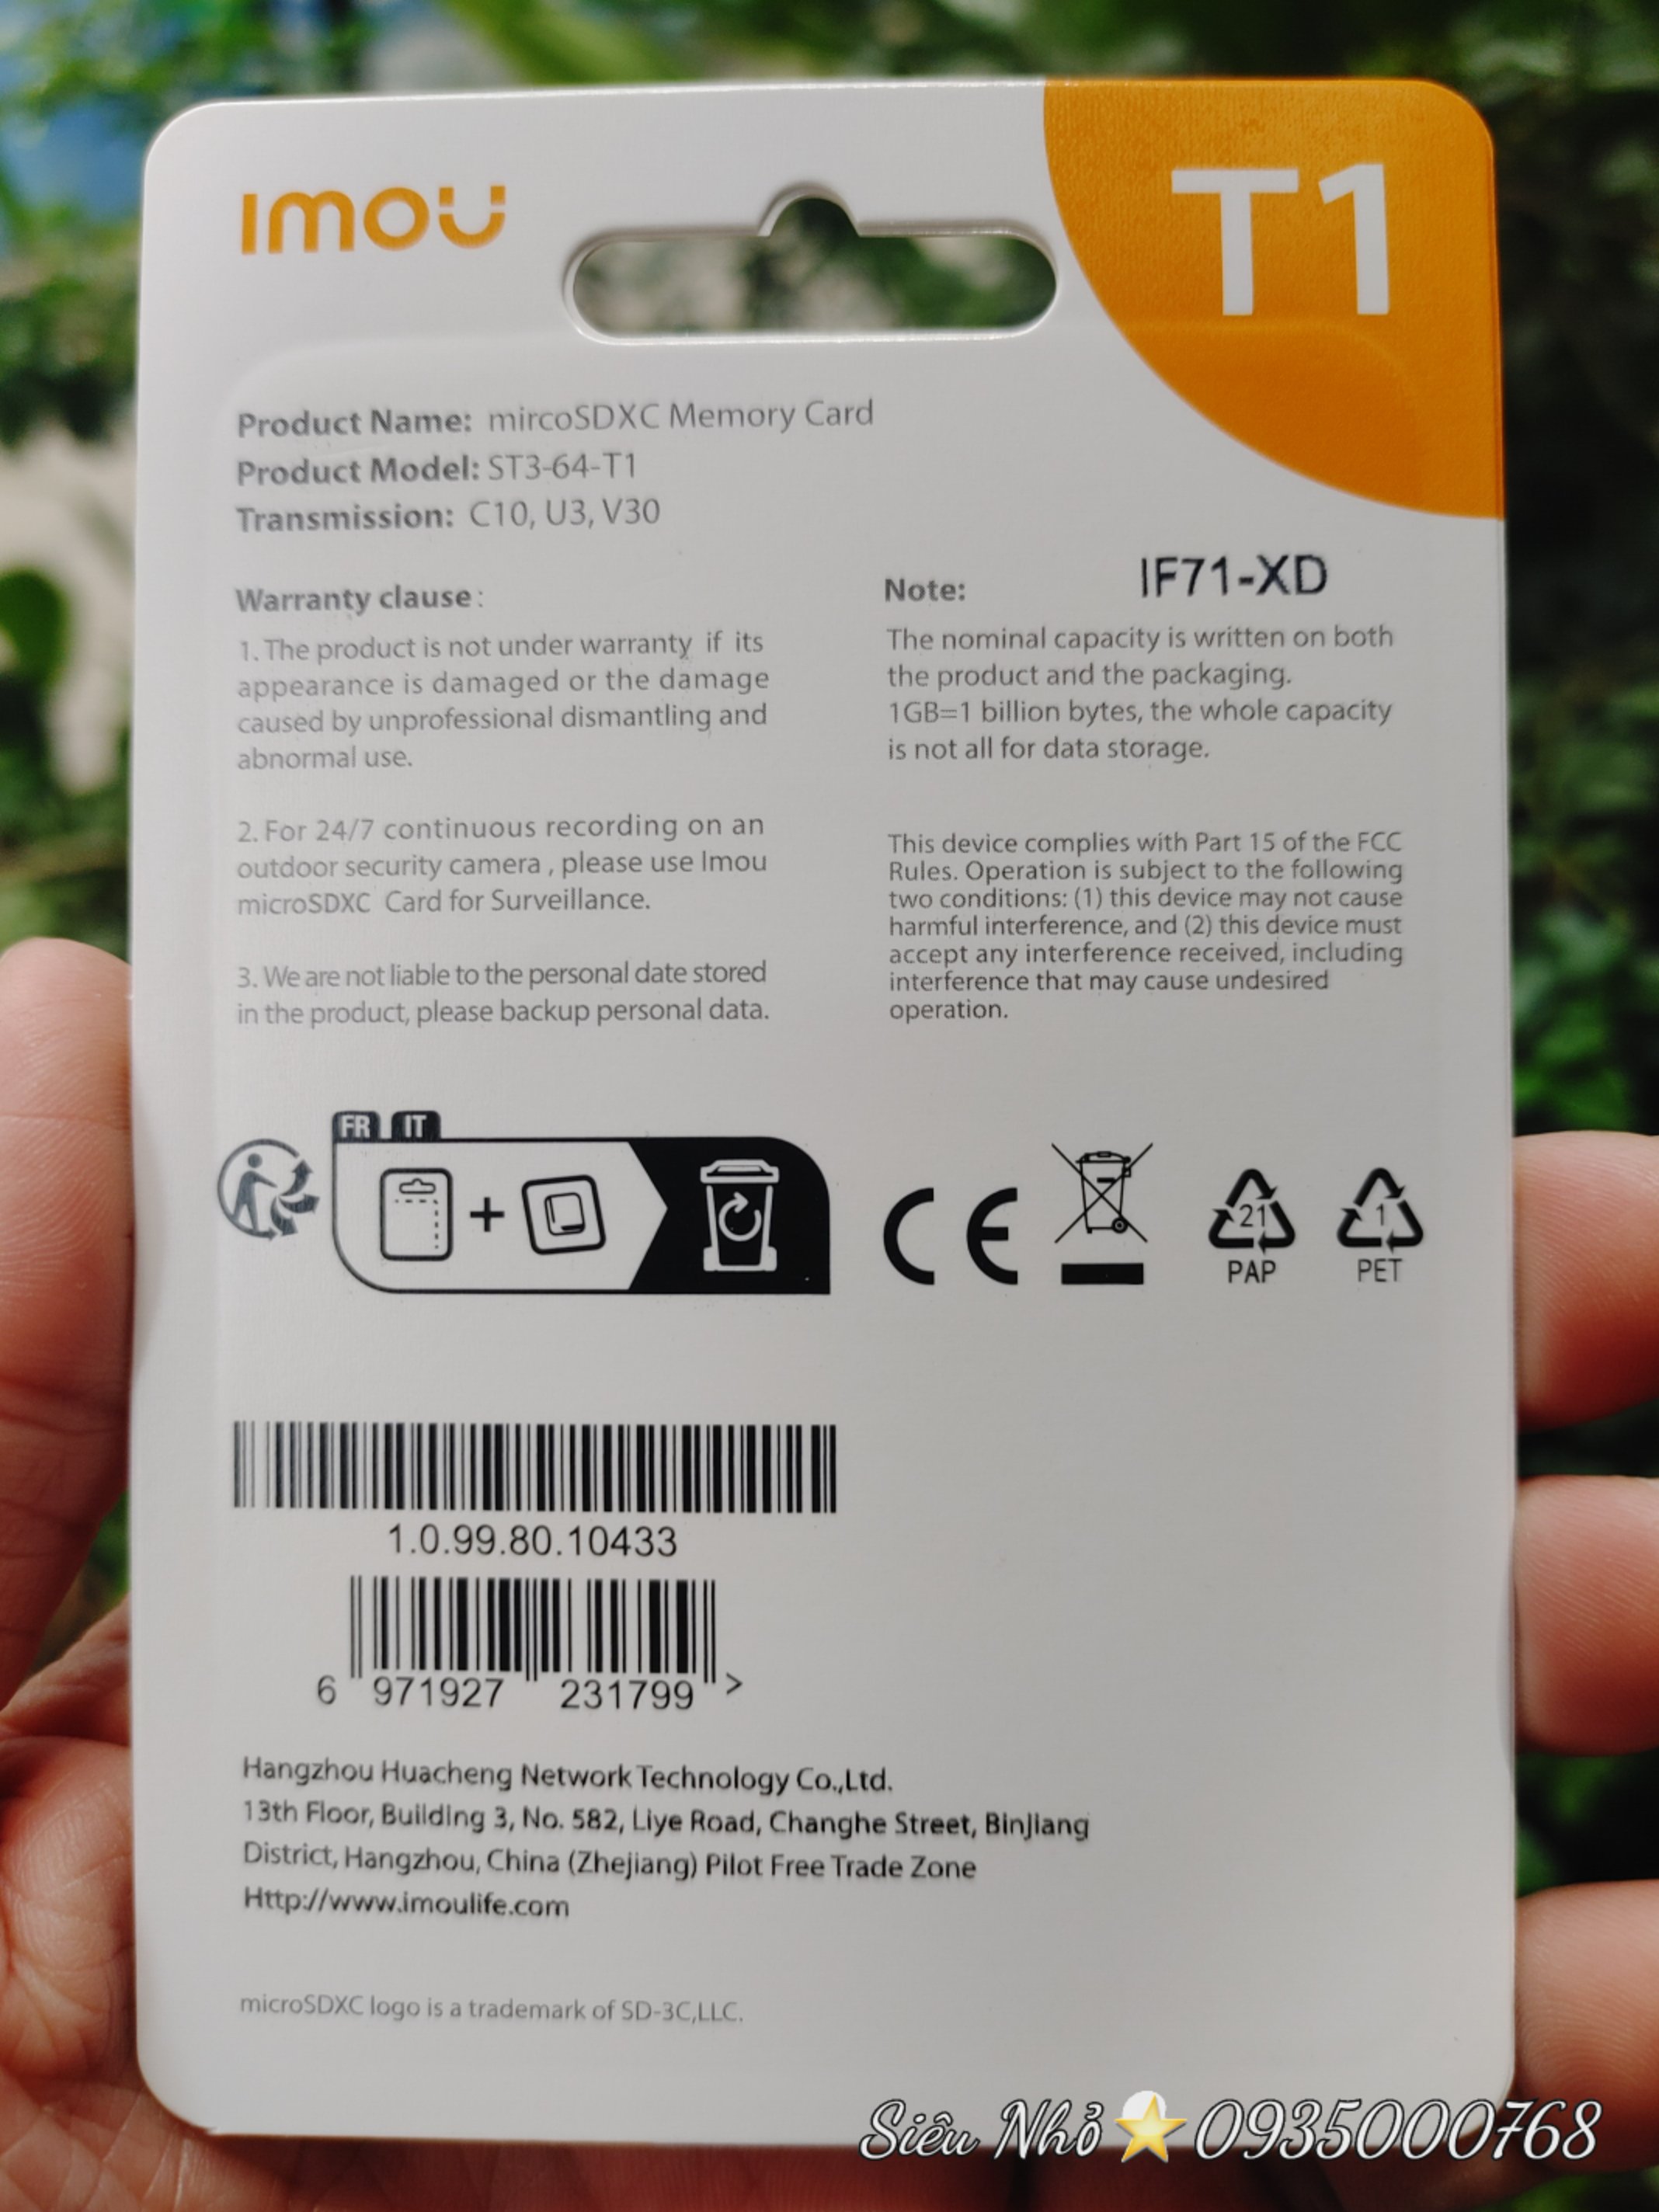 imou
T1
Product Name: mircoSDXC Memory Card
Product Model: ST3-64-T1
Transmission: C10, U3, V30
Warranty clause:
1. The product is not under warranty if its
appearance is damaged or the damage
caused by unprofessional dismantling and
abnormal use.
2. For 24/7 continuous recording on an
outdoor security camera , please use Imou
microSDXC Card for Surveillance.
3. We are not liable to the personal date stored
in the product, please backup personal data.
Note:
IF71-XD
The nominal capacity is written on both
the product and the packaging.
1GB=1 billion bytes, the whole capacity
is not all for data storage.
This device complies with Part 15 of the FCC
Rules. Operation is subject to the following
two conditions: (1) this device may not cause
harmful interference, and (2) this device must
accept any interference received, including
interference that may cause undesired
operation.
FR IT
+
CE
21
PAP
1
PET
1.0.99.80.10433
6 971927 231799 >
Hangzhou Huacheng Network Technology Co.,Ltd.
13th Floor, Building 3, No. 582, Liye Road, Changhe Street, Binjiang
District, Hangzhou, China (Zhejiang) Pilot Free Trade Zone
Http://www.imoulife.com
microSDXC logo is a trademark of SD-3C,LLC.
Siêu Nhỏ⭐0935000768